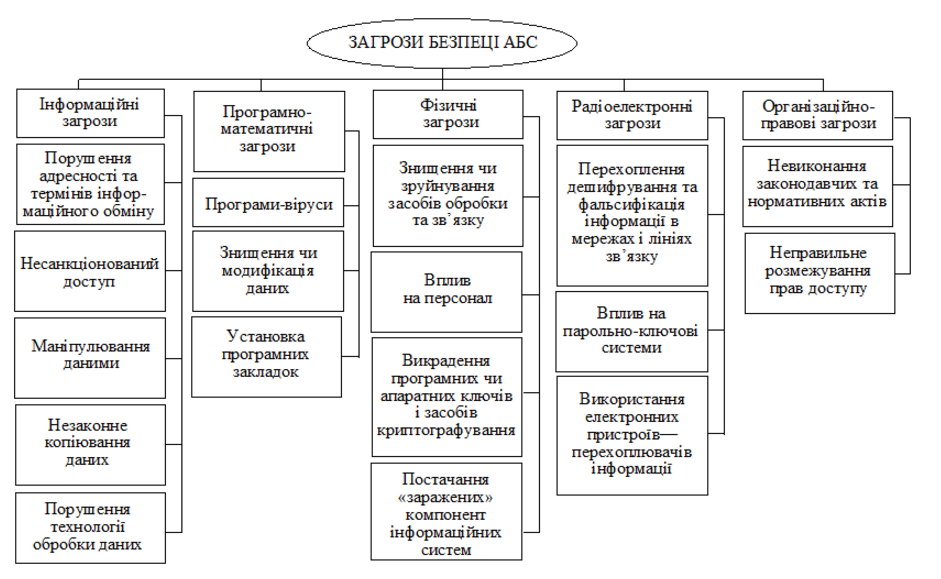 ЗАГРОЗИ БЕЗПЕЦІ АБС
Інформаційні
загрози
Порушення
адресності та
термінів інфор-
маційного обміну
Несанкціонований
доступ
Маніпулювання
даними
Незаконне
копіювання
даних
Порушення
технології
обробки даних
Програмно-
математичні
загрози
Програми-віруси
Знищення чи
модифікація
даних
Установка
програмних
закладок
Фізичні
загрози
Знищення чи
зруйнування
засобів обробки
та зв’язку
Вплив
на персонал
Викрадення
програмних чи
апаратних ключів
і засобів
криптографування
Постачання
«заражених»
компонент
інформаційних
систем
Радіоелектронні
загрози
Перехоплення
дешифрування та
фальсифікація
інформації в
мережах і лініях
зв’язку
Вплив на
парольно-ключові
системи
Використання
електронних
пристроїв—
перехоплювачів
інформації
Організаційно-
правові загрози
Невиконання
законодавчих та
нормативних актів
Неправильне
розмежування
прав доступу